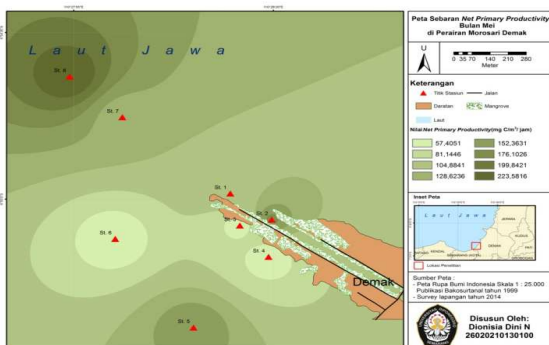 Laut Jawa
St. 8
St. 7
St. 1
St. 2
St. 3
St. 6
St. 4
St. 5
Demak
Peta Sebaran Net Primary Productivity
Bulan Mei
di Perairan Morosari Demak
U
0 35 70 140 210 280
Meter
Keterangan
Titik Stasiun
Jalan
Daratan
Mangrove
Laut
Nilai Net Primary Productivity(mg C/m³/ jam)
57,4051 152,3631
81,1446 176,1026
104,8841 199,8421
128,6236 223,5816
Inset Peta
Laut Jawa
Lokasi Penelitian
Sumber Peta :
- Peta Rupa Bumi Indonesia Skala 1 : 25.000
Publikasi Bakosurtanal tahun 1999
- Survey lapangan tahun 2014
Disusun Oleh:
Dionisia Dini N
26020210130100